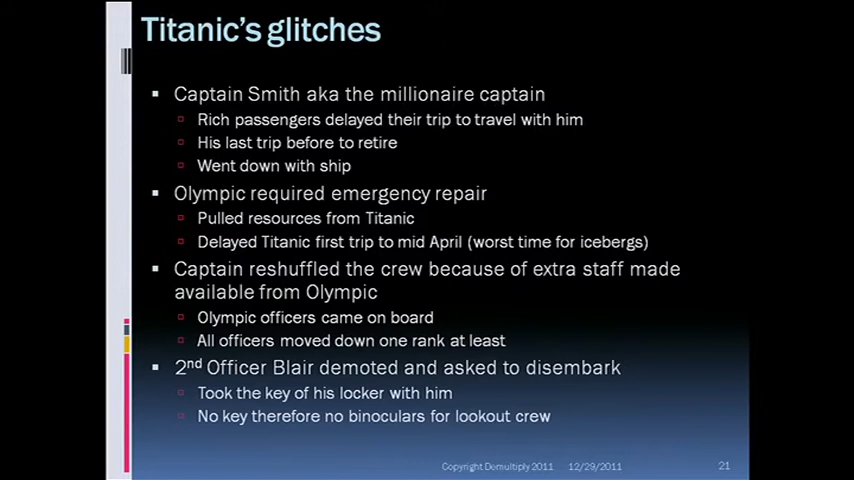 Titanic's glitches
▪ Captain Smith aka the millionaire captain
▫ Rich passengers delayed their trip to travel with him
▫ His last trip before to retire
▫ Went down with ship
▪ Olympic required emergency repair
▫ Pulled resources from Titanic
▫ Delayed Titanic first trip to mid April (worst time for icebergs)
▪ Captain reshuffled the crew because of extra staff made
available from Olympic
▫ Olympic officers came on board
▫ All officers moved down one rank at least
▪ 2nd Officer Blair demoted and asked to disembark
▫ Took the key of his locker with him
▫ No key therefore no binoculars for lookout crew
Copyright Demultiply 2011 12/29/2011 21